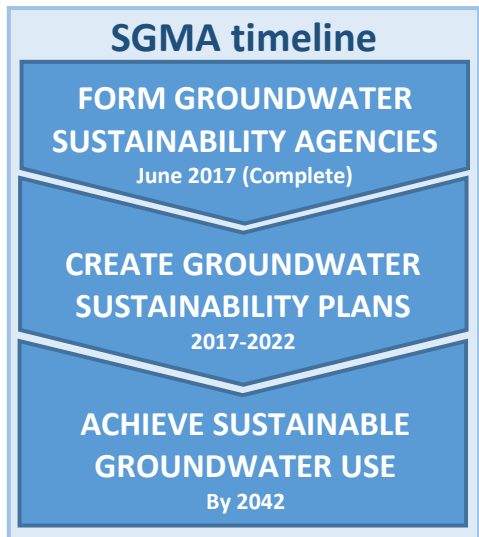 SGMA timeline
FORM GROUNDWATER
SUSTAINABILITY AGENCIES
June 2017 (Complete)
CREATE GROUNDWATER
SUSTAINABILITY PLANS
2017-2022
ACHIEVE SUSTAINABLE
GROUNDWATER USE
By 2042